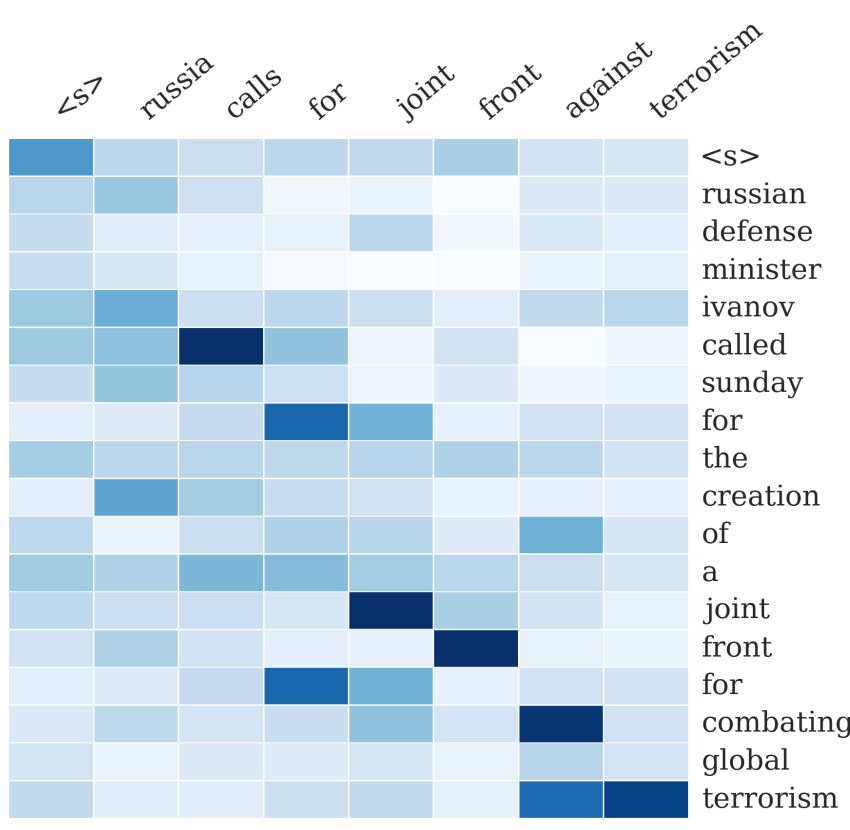 <s> russia calls for joint front against terrorism
<s>
russian
defense
minister
ivanov
called
sunday
for
the
creation
of
a
joint
front
for
combating
global
terrorism